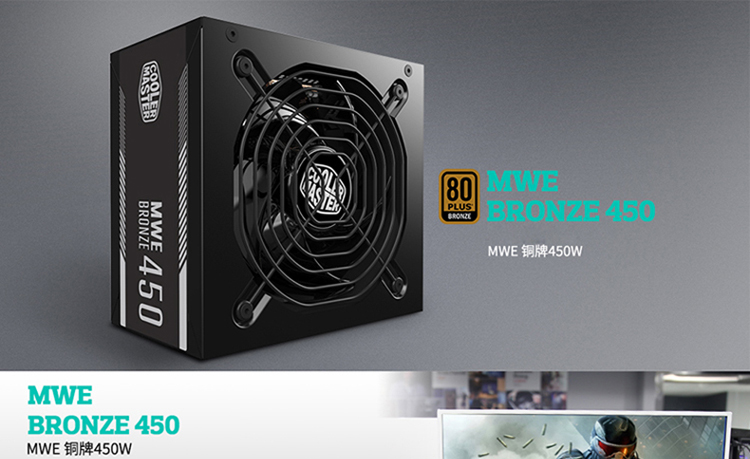 COOLER
MASTER
MWE 450
BRONZE
COOLER
MASTER
80
PLUS
BRONZE
MWE
BRONZE 450
MWE 铜牌450W
MWE
BRONZE 450
MWE 铜牌450W